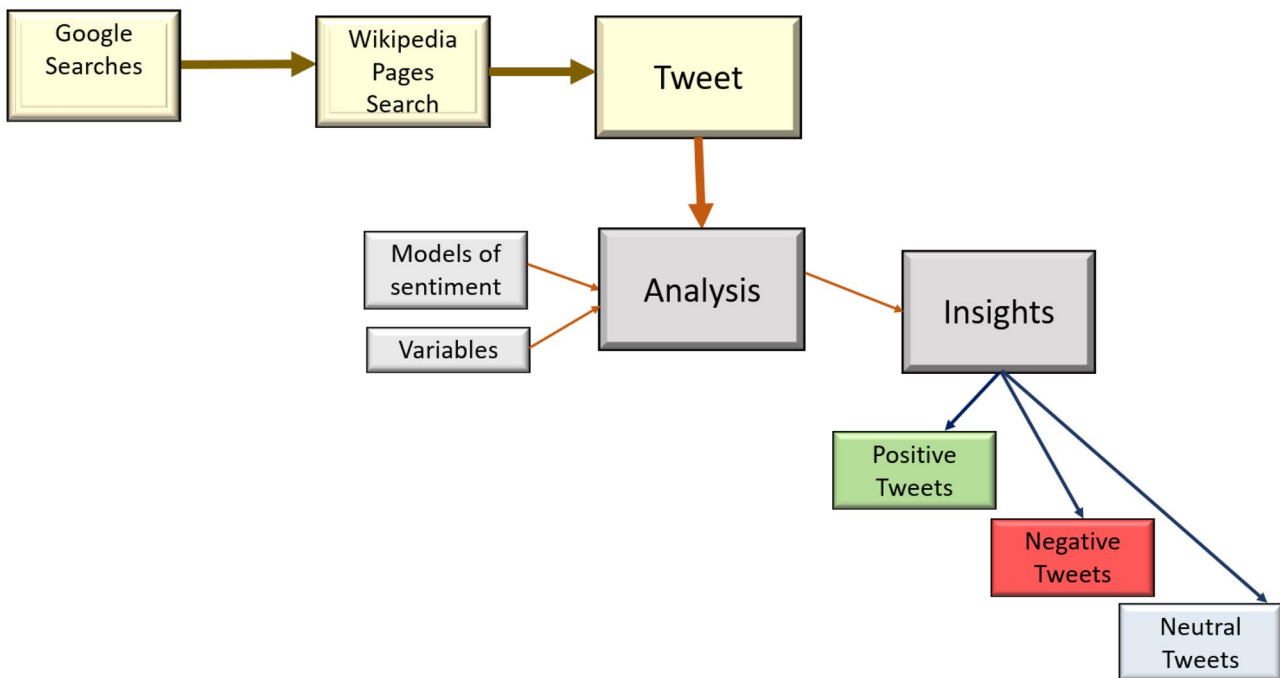 Google
Searches
Wikipedia
Pages
Search
Tweet
Models of
sentiment
Variables
Analysis
Insights
Positive
Tweets
Negative
Tweets
Neutral
Tweets